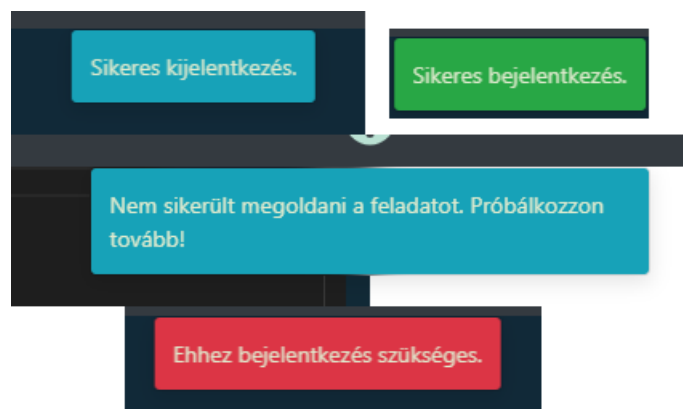 Sikeres kijelentkezés.
Sikeres bejelentkezés.
Nem sikerült megoldani a feladatot. Próbálkozzon
tovább!
Ehhez bejelentkezés szükséges.